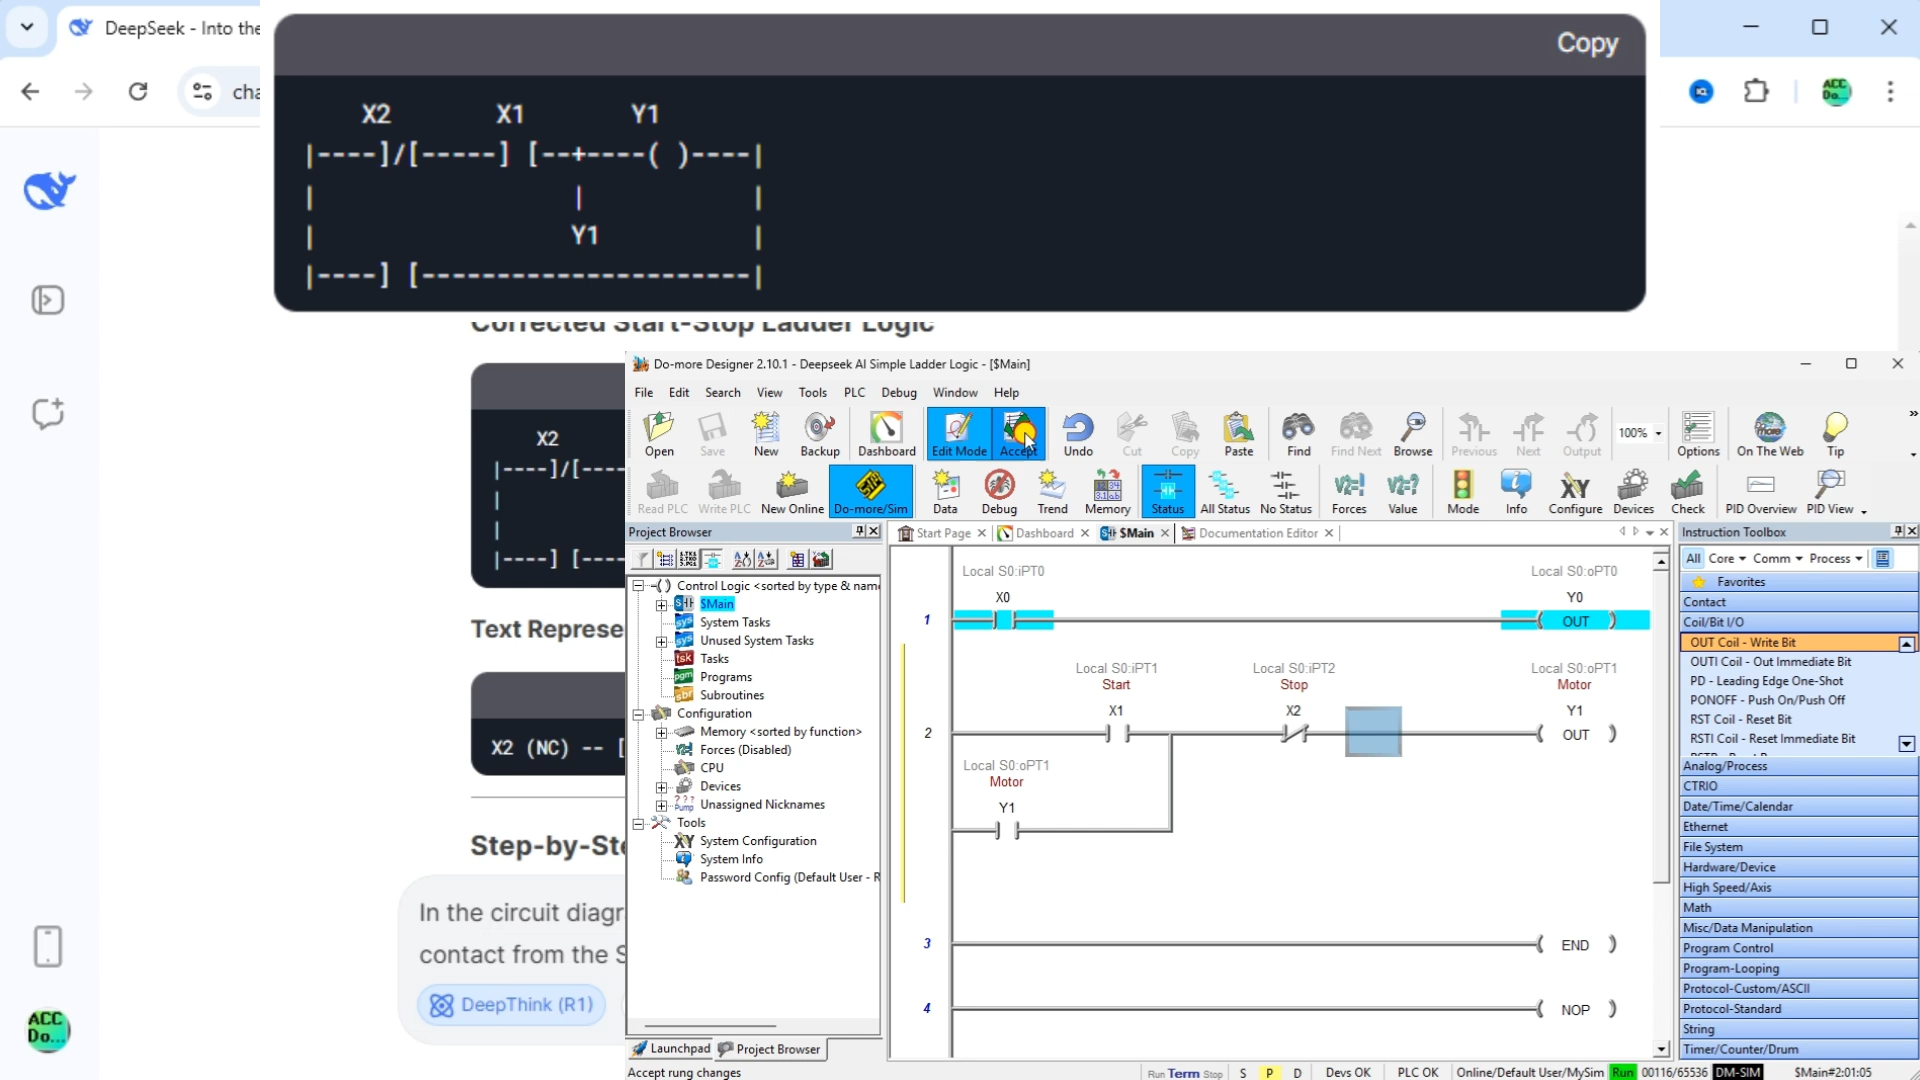 DeepSeek - Into the
cha
ACC
Do...
Copy
X2 X1 Y1
|----]/[-----] [--+----( )----|
| | |
| Y1 |
|----] [----------------------|
Corrected Start-Stop Ladder Logic
X2
|----]/[----
|
|
|----] [----
Text Represe
X2 (NC) -- [
Step-by-Ste
In the circuit diagr
contact from the S
DeepThink (R1)
ACC
Do...
Do-more Designer 2.10.1 - Deepseek AI Simple Ladder Logic - [$Main]
File Edit Search View Tools PLC Debug Window Help
Open Save New Backup Dashboard Edit Mode Accept Undo Cut Copy Paste Find Find Next Browse Previous Next Output 100% Options On The Web Tip
Read PLC Write PLC New Online Do-more/Sim Data Debug Trend Memory Status All Status No Status Forces Value Mode Info Configure Devices Check PID Overview PID View
Project Browser
Control Logic <sorted by type & name
$Main
System Tasks
Unused System Tasks
Tasks
Programs
Subroutines
Configuration
Memory <sorted by function>
Forces (Disabled)
CPU
Devices
Unassigned Nicknames
Tools
System Configuration
System Info
Password Config (Default User - R
Launchpad Project Browser
Start Page Dashboard $Main Documentation Editor
Local S0:iPT0 Local S0:oPT0
X0 Y0
1 OUT
Local S0:iPT1 Local S0:iPT2 Local S0:oPT1
Start Stop Motor
X1 X2 Y1
2 OUT
Local S0:oPT1
Motor
Y1
3 END
4 NOP
Instruction Toolbox
All Core Comm Process
Favorites
Contact
Coil/Bit I/O
OUT Coil - Write Bit
OUTI Coil - Out Immediate Bit
PD - Leading Edge One-Shot
PONOFF - Push On/Push Off
RST Coil - Reset Bit
RSTI Coil - Reset Immediate Bit
Analog/Process
CTRIO
Date/Time/Calendar
Ethernet
File System
Hardware/Device
High Speed/Axis
Math
Misc/Data Manipulation
Program Control
Program-Looping
Protocol-Custom/ASCII
Protocol-Standard
String
Timer/Counter/Drum
Accept rung changes
Run Term Stop S P D Devs OK PLC OK Online/Default User/MySim Run 00116/65536 DM-SIM $Main#2:01:05